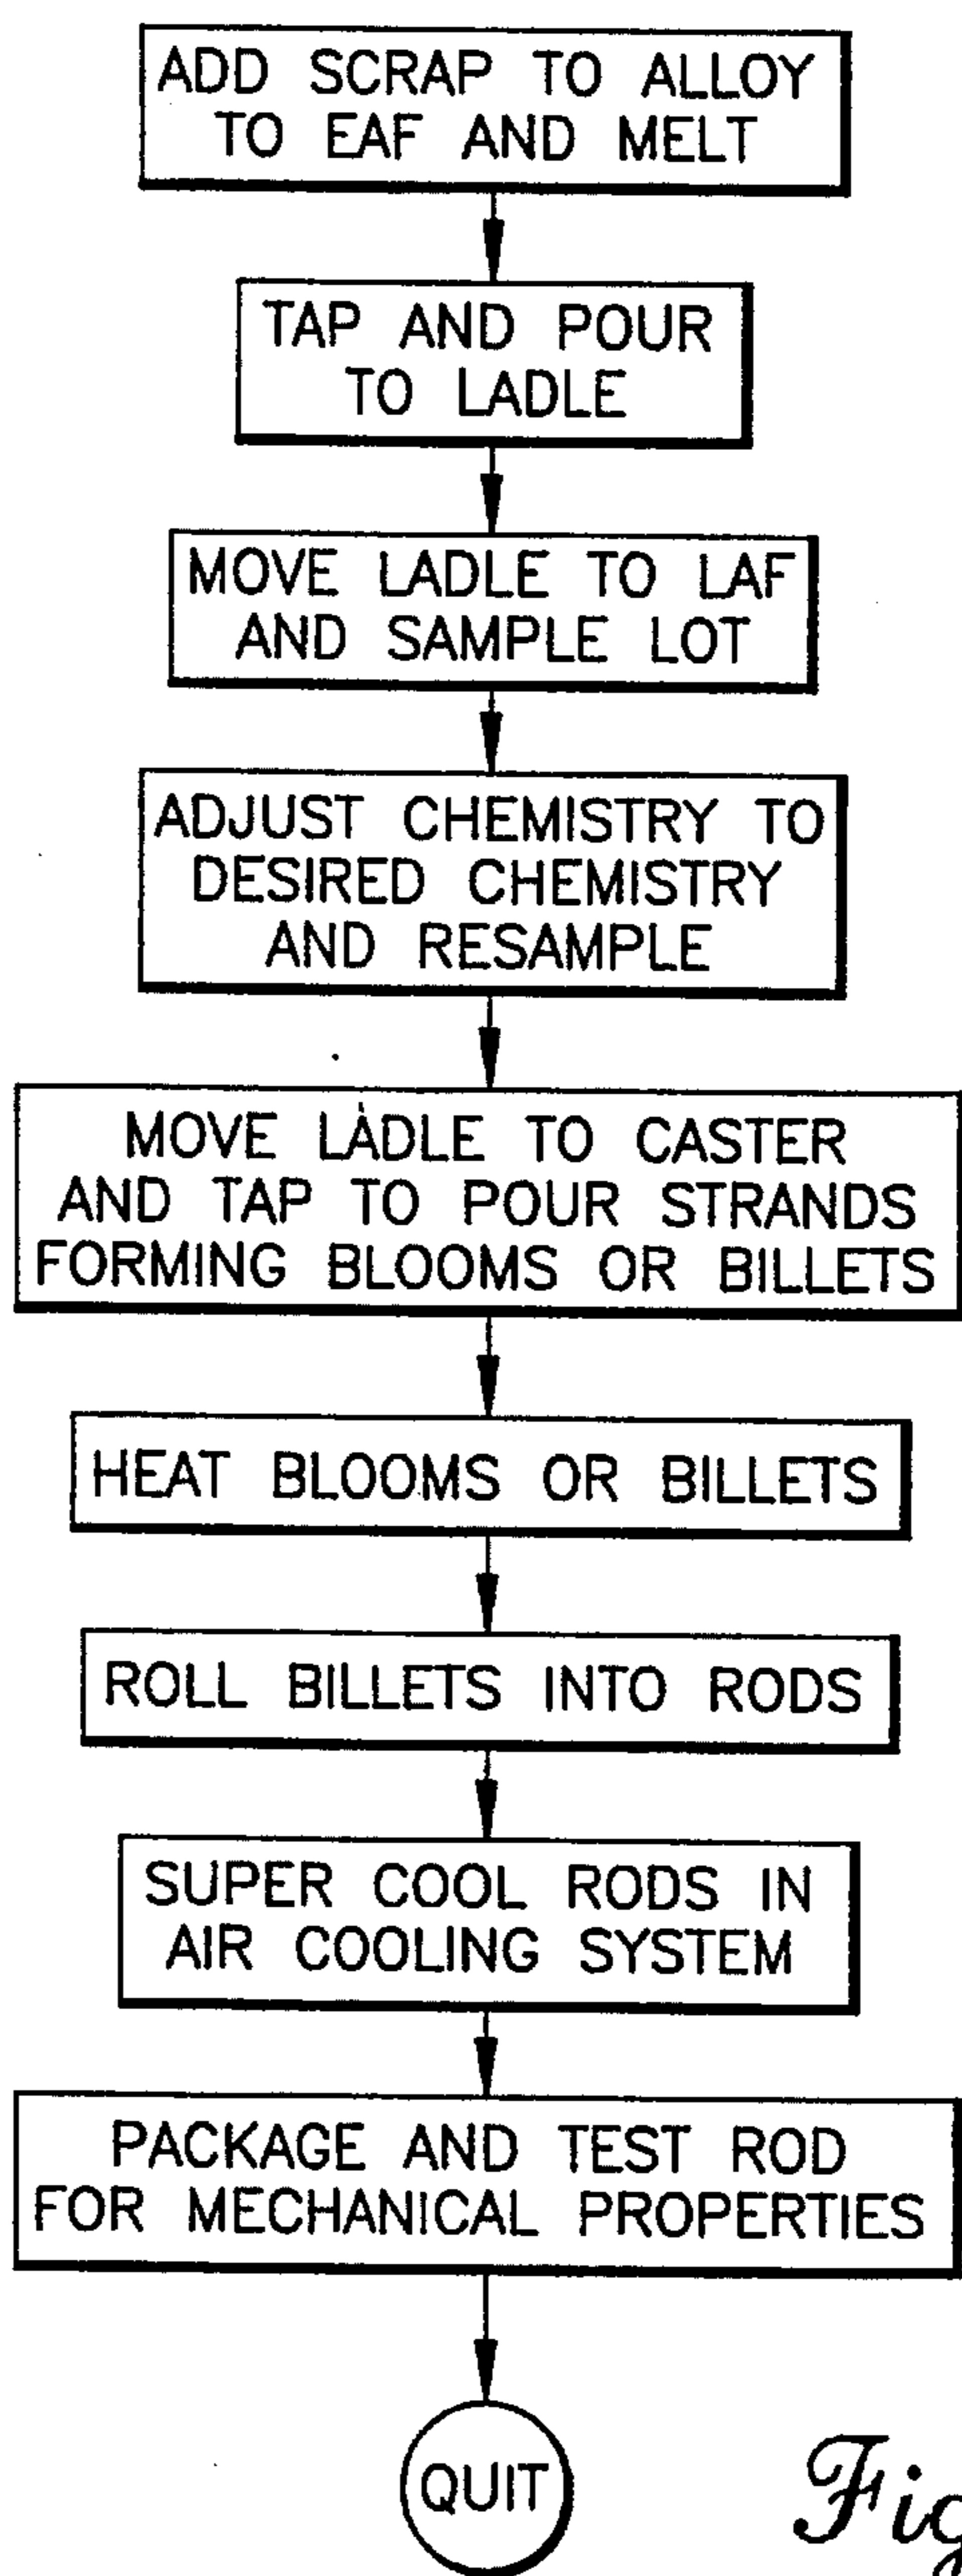 ADD SCRAP TO ALLOY
TO EAF AND MELT
TAP AND POUR
TO LADLE
MOVE LADLE TO LAF
AND SAMPLE LOT
ADJUST CHEMISTRY TO
DESIRED CHEMISTRY
AND RESAMPLE
MOVE LADLE TO CASTER
AND TAP TO POUR STRANDS
FORMING BLOOMS OR BILLETS
HEAT BLOOMS OR BILLETS
ROLL BILLETS INTO RODS
SUPER COOL RODS IN
AIR COOLING SYSTEM
PACKAGE AND TEST ROD
FOR MECHANICAL PROPERTIES
QUIT
Fig